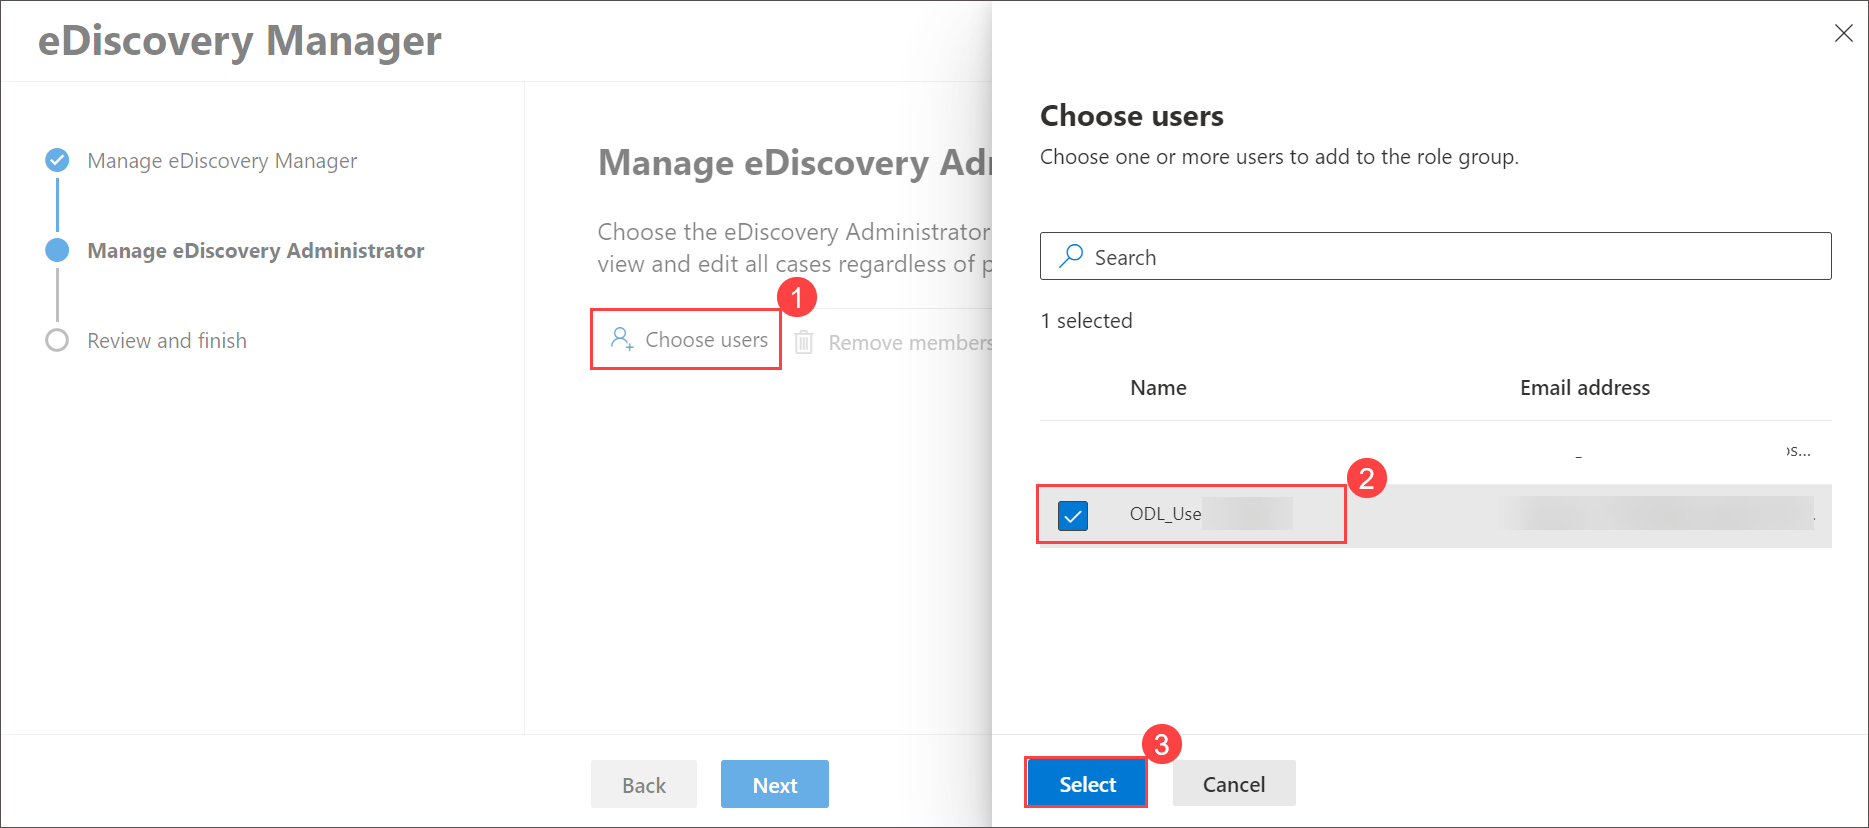 eDiscovery Manager
Manage eDiscovery Manager
Manage eDiscovery Administrator
Review and finish
Manage eDiscovery Ad
Choose the eDiscovery Administrator
view and edit all cases regardless of p
1
Choose users
Remove members
Back
Next
Choose users
Choose one or more users to add to the role group.
Search
1 selected
Name
Email address
2
ODL_Use
3
Select
Cancel